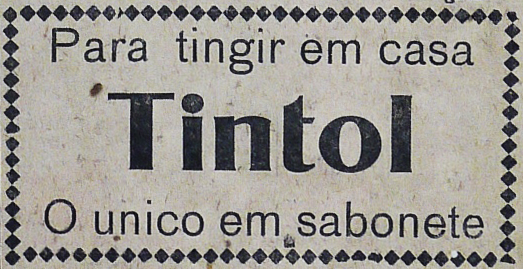 Para tingir em casa
Tintol
O unico em sabonete